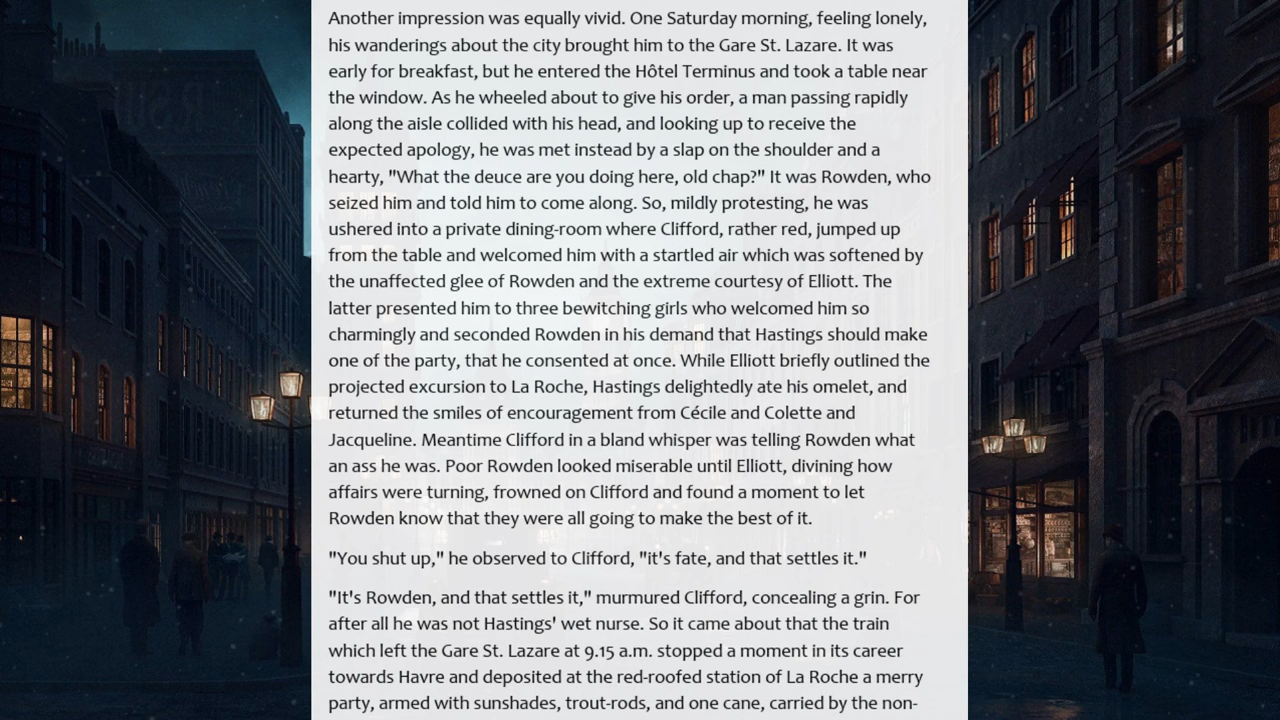 Another impression was equally vivid. One Saturday morning, feeling lonely,
his wanderings about the city brought him to the Gare St. Lazare. It was
early for breakfast, but he entered the Hôtel Terminus and took a table near
the window. As he wheeled about to give his order, a man passing rapidly
along the aisle collided with his head, and looking up to receive the
expected apology, he was met instead by a slap on the shoulder and a
hearty, "What the deuce are you doing here, old chap?" It was Rowden, who
seized him and told him to come along. So, mildly protesting, he was
ushered into a private dining-room where Clifford, rather red, jumped up
from the table and welcomed him with a startled air which was softened by
the unaffected glee of Rowden and the extreme courtesy of Elliott. The
latter presented him to three bewitching girls who welcomed him so
charmingly and seconded Rowden in his demand that Hastings should make
one of the party, that he consented at once. While Elliott briefly outlined the
projected excursion to La Roche, Hastings delightedly ate his omelet, and
returned the smiles of encouragement from Cécile and Colette and
Jacqueline. Meantime Clifford in a bland whisper was telling Rowden what
an ass he was. Poor Rowden looked miserable until Elliott, divining how
affairs were turning, frowned on Clifford and found a moment to let
Rowden know that they were all going to make the best of it.
"You shut up," he observed to Clifford, "it's fate, and that settles it."
"It's Rowden, and that settles it," murmured Clifford, concealing a grin. For
after all he was not Hastings' wet nurse. So it came about that the train
which left the Gare St. Lazare at 9.15 a.m. stopped a moment in its career
towards Havre and deposited at the red-roofed station of La Roche a merry
party, armed with sunshades, trout-rods, and one cane, carried by the non-